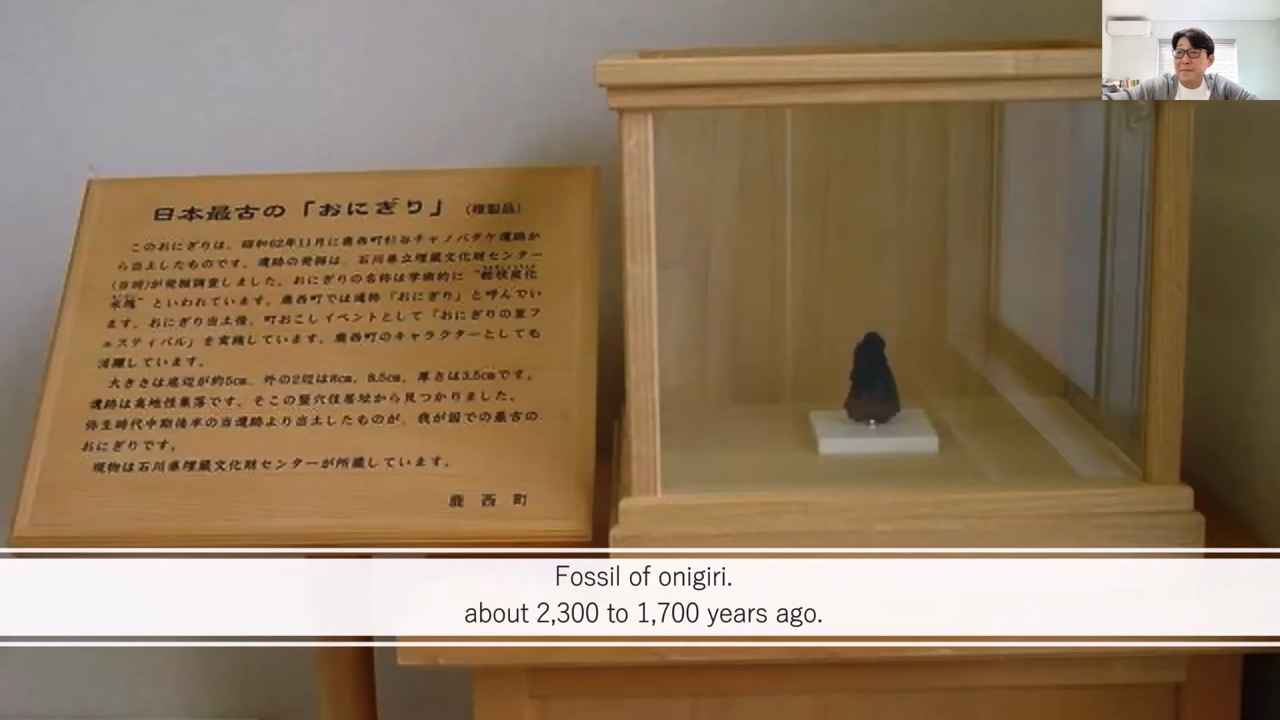 日本最古の「おにぎり」(複製品)
このおにぎりは、昭和62年11月に鹿西町杉谷チャノバタケ遺跡か
ら出土したものです。遺跡の発掘は、石川県立埋蔵文化財センター
(当時)が発掘調査しました。おにぎりの名称は学術的に
といわれています。鹿西町では通称「おにぎり」と呼んでい
ます。おにぎり出土後、町おこしイベントとして「おにぎりの里フ
ェスティバル」を実施しています。鹿西町のキャラクターとしても
活躍しています。
大きさは底辺が約5cm、外の2辺は8cm、8.5cm、厚さは3.5cmです。
遺跡は高地性集落です。そこの竪穴住居址から見つかりました。
弥生時代中期後半の当遺跡より出土したものが、我が国での最古の
おにぎりです。
現物は石川県埋蔵文化財センターが所蔵しています。
鹿西町
Fossil of onigiri.
about 2,300 to 1,700 years ago.